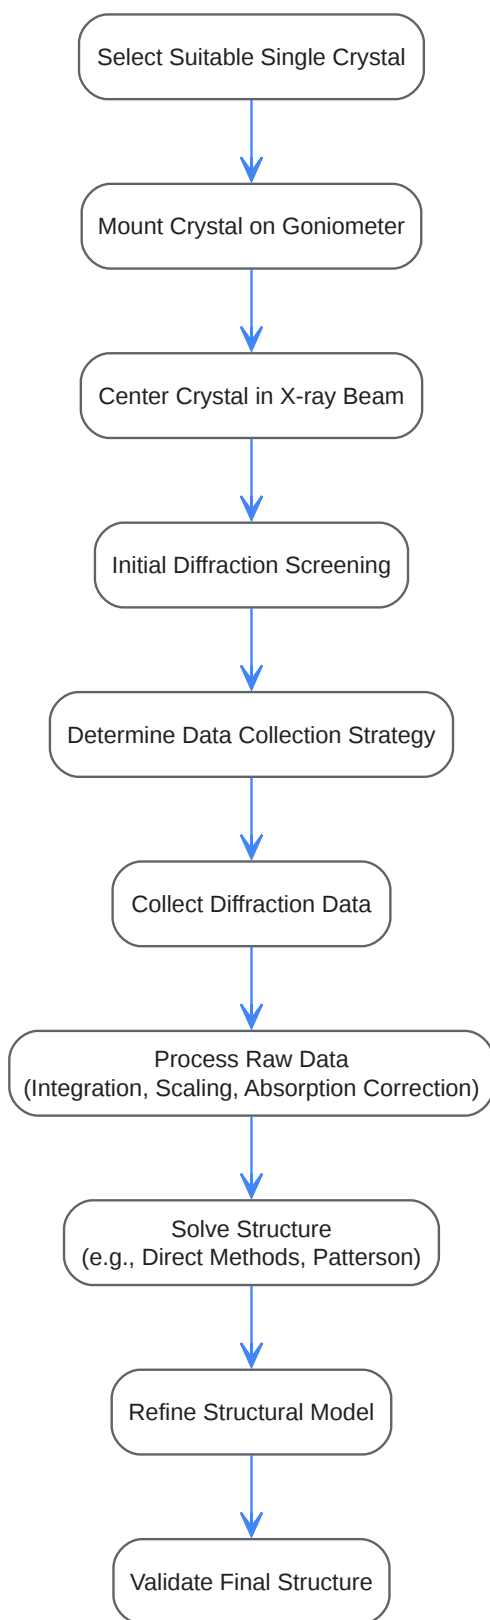 Select Suitable Single Crystal
Mount Crystal on Goniometer
Center Crystal in X-ray Beam
Initial Diffraction Screening
Determine Data Collection Strategy
Collect Diffraction Data
Process Raw Data
(Integration, Scaling, Absorption Correction)
Solve Structure
(e.g., Direct Methods, Patterson)
Refine Structural Model
Validate Final Structure